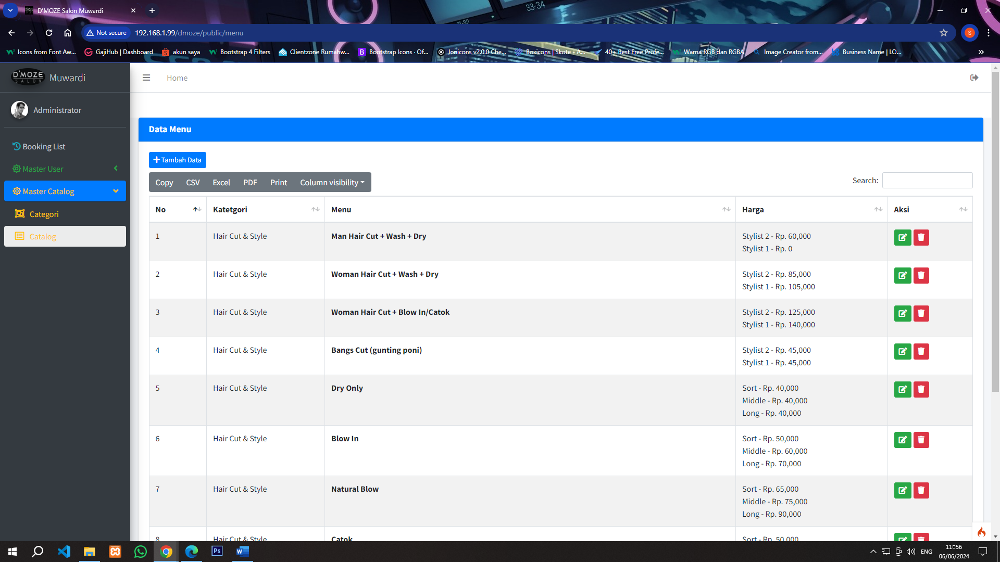 D'MOZE Salon Muwardi
33-34
Not secure
192.168.1.99/dmoze/public/menu
S
Icons from Font Aw...
GajiHub | Dashboard
akun saya
Bootstrap 4 Filters
Clientzone Rumahw...
Bootstrap Icons · Of...
Ionicons v2.0.0 Che...
Boxicons | Skote - A...
40+ Best Free Profe...
Warna RGB dan RGBA
Image Creator from...
Business Name | LO...
D'MOZE
SALON
Muwardi
Home
Administrator
Booking List
Master User
Master Catalog
Categori
Catalog
Data Menu
Tambah Data
Copy CSV Excel PDF Print Column visibility
Search:
No Katetgori Menu Harga Aksi
1 Hair Cut & Style Man Hair Cut + Wash + Dry Stylist 2 - Rp. 60,000
Stylist 1 - Rp. 0
2 Hair Cut & Style Woman Hair Cut + Wash + Dry Stylist 2 - Rp. 85,000
Stylist 1 - Rp. 105,000
3 Hair Cut & Style Woman Hair Cut + Blow In/Catok Stylist 2 - Rp. 125,000
Stylist 1 - Rp. 140,000
4 Hair Cut & Style Bangs Cut (gunting poni) Stylist 2 - Rp. 45,000
Stylist 1 - Rp. 45,000
5 Hair Cut & Style Dry Only Sort - Rp. 40,000
Middle - Rp. 40,000
Long - Rp. 40,000
6 Hair Cut & Style Blow In Sort - Rp. 50,000
Middle - Rp. 60,000
Long - Rp. 70,000
7 Hair Cut & Style Natural Blow Sort - Rp. 65,000
Middle - Rp. 75,000
Long - Rp. 90,000
8 Hair Cut & Style Catok Sort - Rp. 50,000
ENG
11:56
06/06/2024